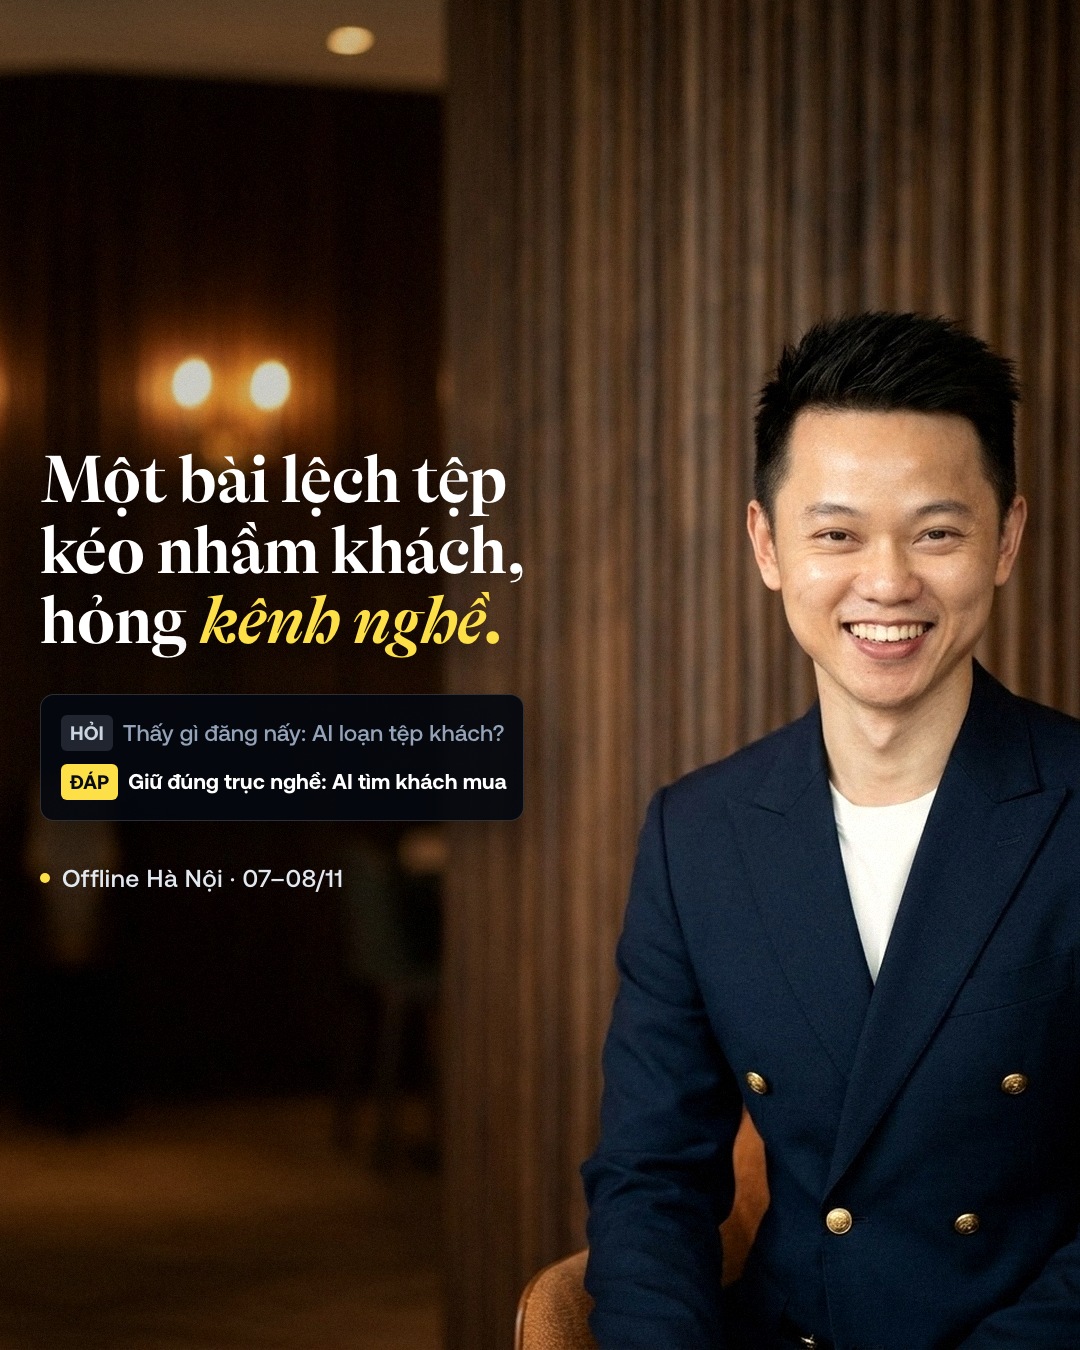 Một bài lệch tệp
kéo nhầm khách,
hỏng kênh nghề.
HỎI Thấy gì đăng nấy: AI loạn tệp khách?
ĐÁP Giữ đúng trục nghề: AI tìm khách mua
Offline Hà Nội · 07–08/11